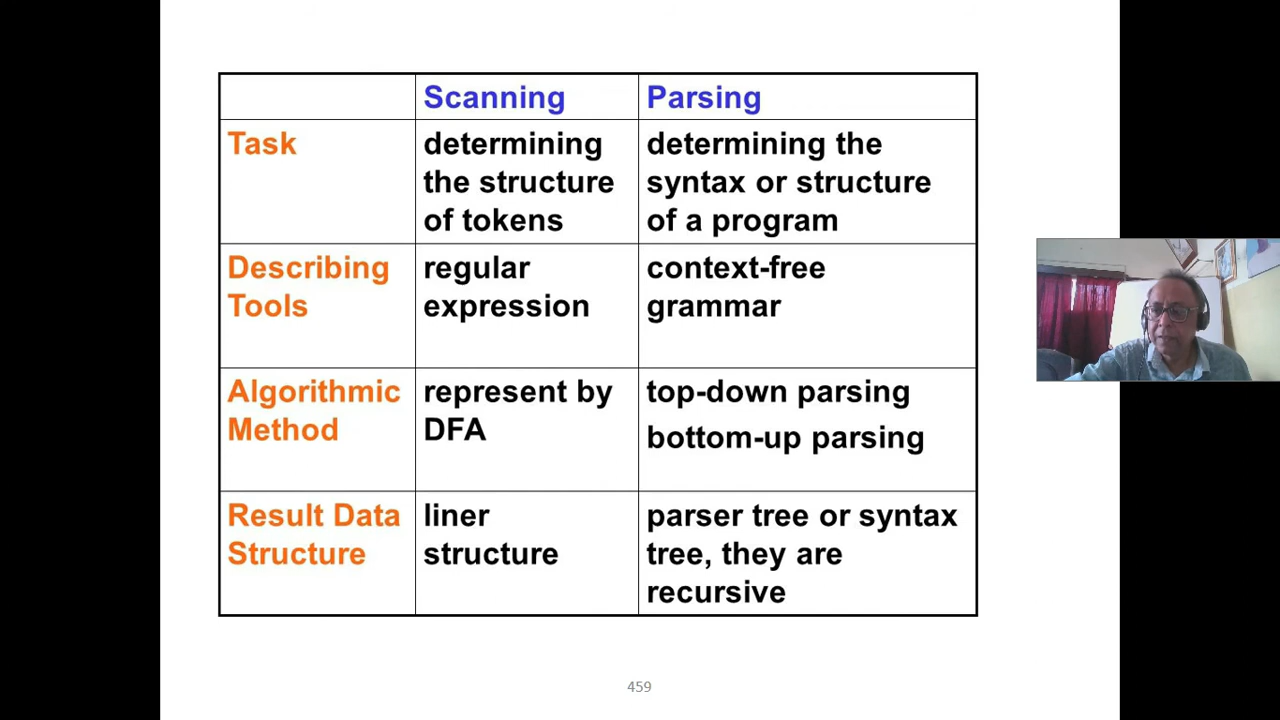 Scanning Parsing
Task determining determining the
the structure syntax or structure
of tokens of a program
Describing regular context-free
Tools expression grammar
Algorithmic represent by top-down parsing
Method DFA bottom-up parsing
Result Data liner parser tree or syntax
Structure structure tree, they are
recursive
459